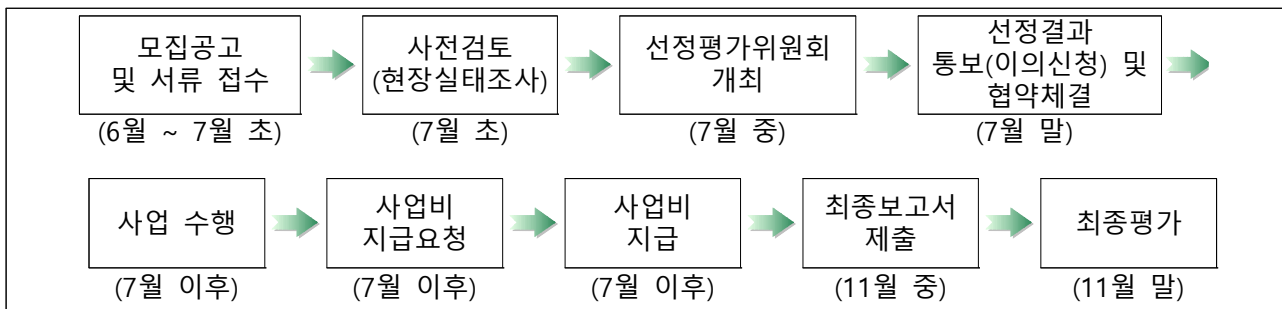 모집공고
및 서류 접수
(6월 ~ 7월 초)
사전검토
(현장실태조사)
(7월 초)
선정평가위원회
개최
(7월 중)
선정결과
통보(이의신청) 및
협약체결
(7월 말)
사업 수행
(7월 이후)
사업비
지급요청
(7월 이후)
사업비
지급
(7월 이후)
최종보고서
제출
(11월 중)
최종평가
(11월 말)